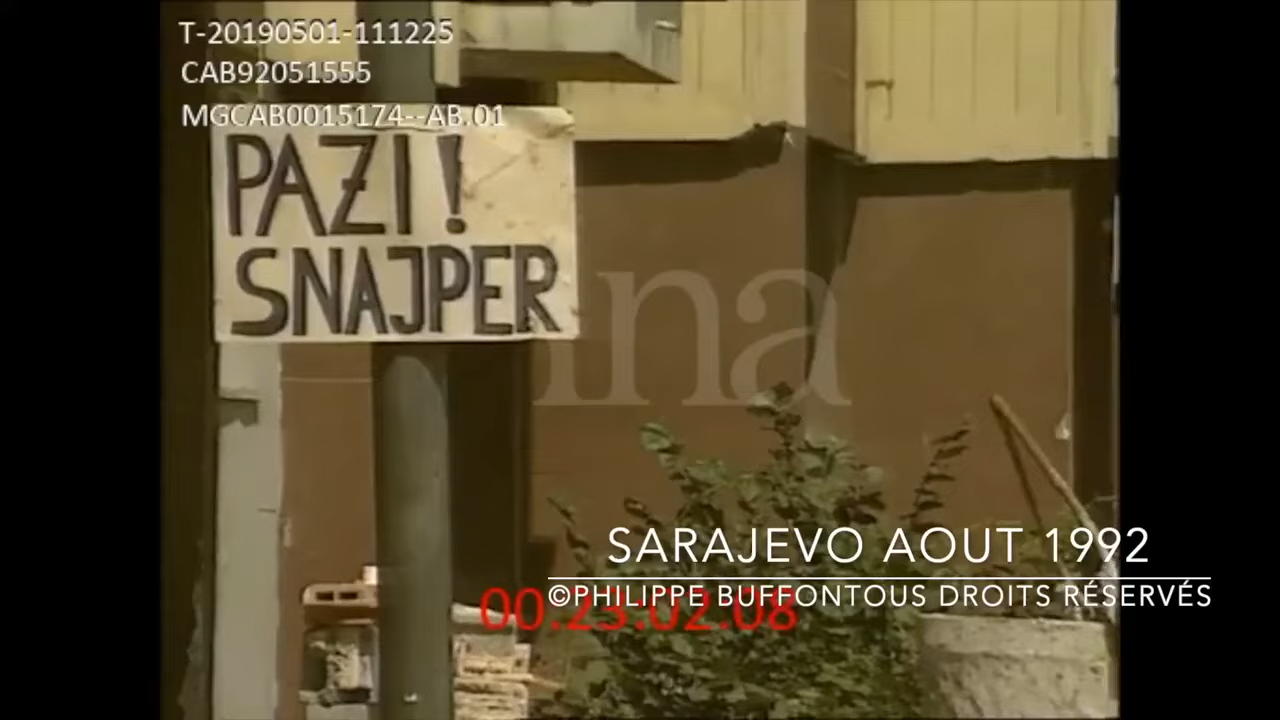 T-20190501-111225
CAB92051555
MGCAB0015174--AB.01
PAZI!
SNAJPER
ina
SARAJEVO AOUT 1992
©PHILIPPE BUFFONTOUS DROITS RÉSERVÉS
00:23:02:08